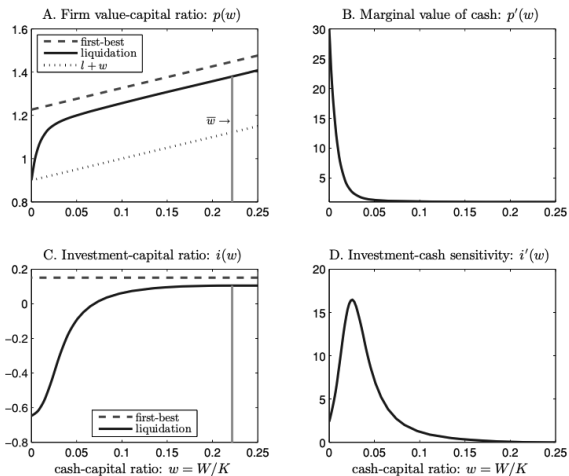 A. Firm value-capital ratio: p(w)
1.6
1.4
1.2
1
0.8
first-best
liquidation
l + w
w̅ →
0 0.05 0.1 0.15 0.2 0.25
B. Marginal value of cash: p′(w)
30
25
20
15
10
5
0 0.05 0.1 0.15 0.2 0.25
C. Investment-capital ratio: i(w)
0.2
0
−0.2
−0.4
−0.6
−0.8
first-best
liquidation
0 0.05 0.1 0.15 0.2 0.25
cash-capital ratio: w = W/K
D. Investment-cash sensitivity: i′(w)
20
15
10
5
0
0 0.05 0.1 0.15 0.2 0.25
cash-capital ratio: w = W/K